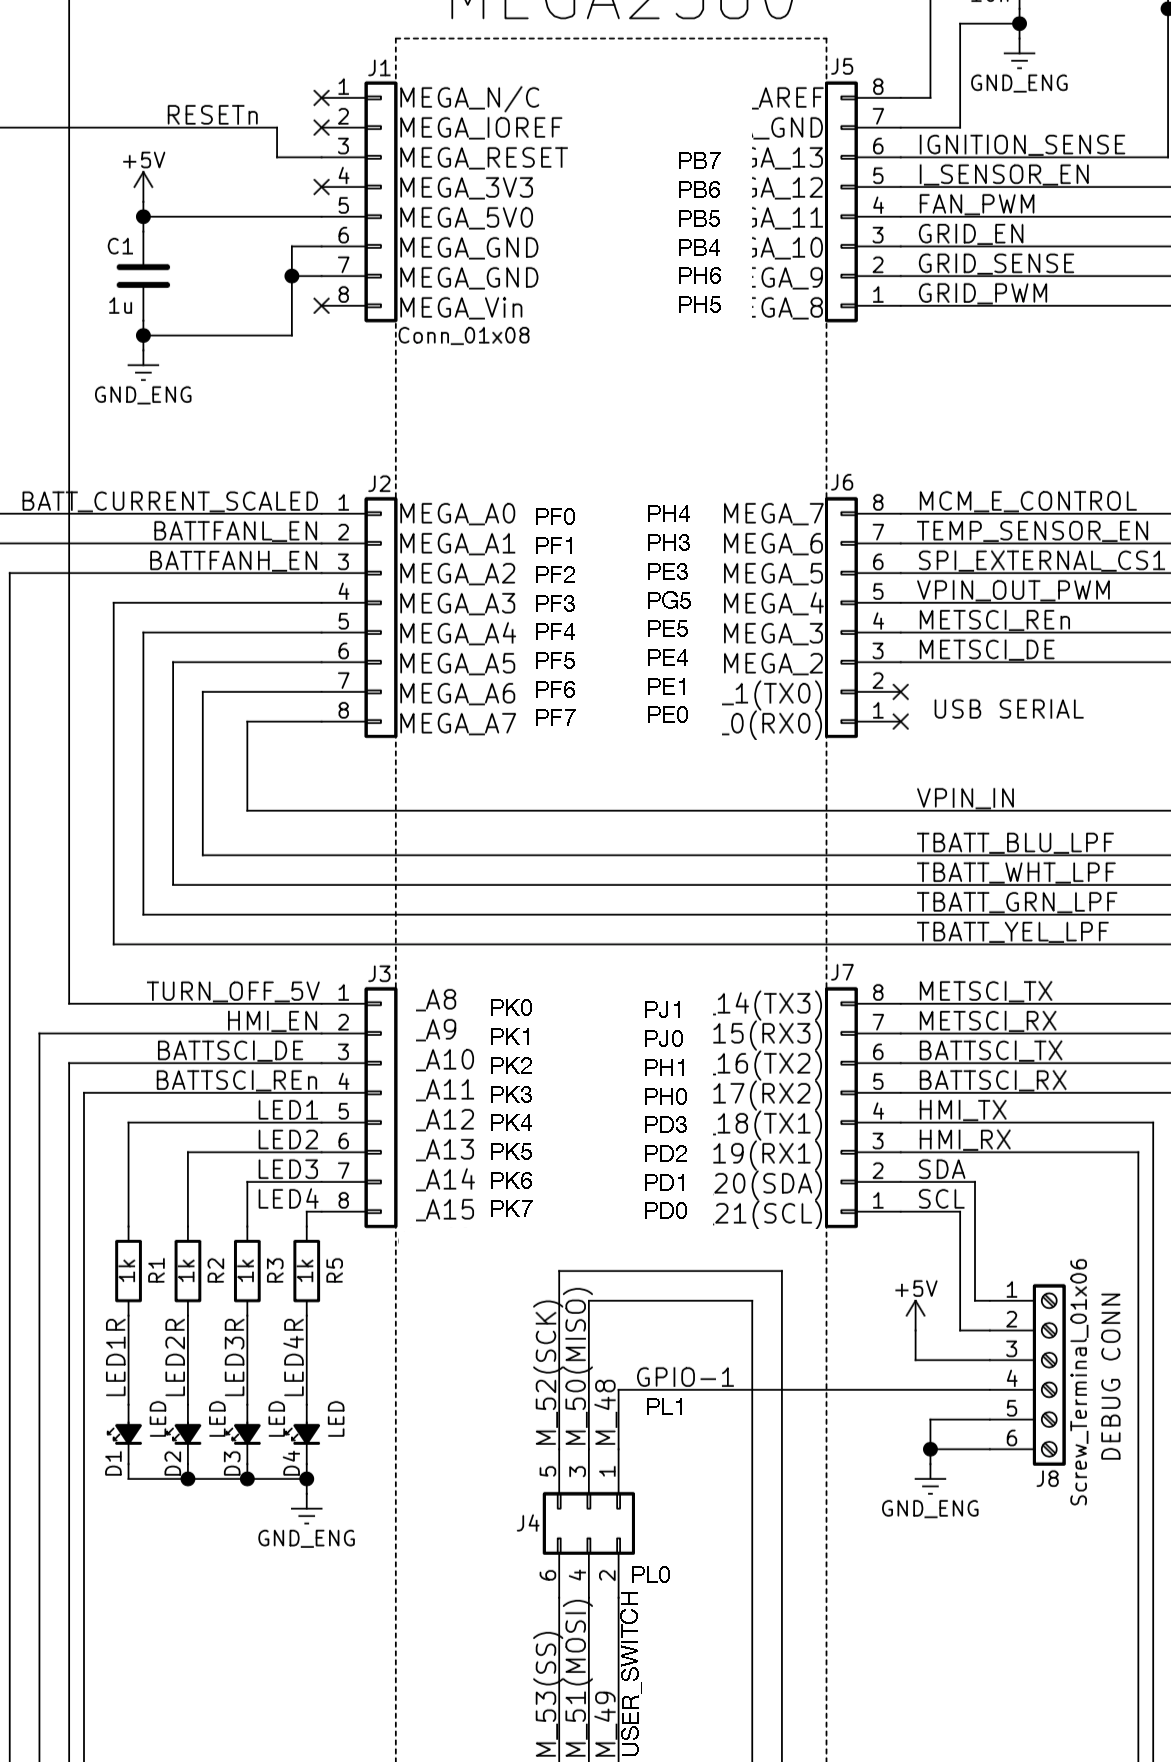 MEGA2560
J1
1 MEGA_N/C
2 MEGA_IOREF
RESETn
3 MEGA_RESET
4 MEGA_3V3
+5V
5 MEGA_5V0
6 MEGA_GND
7 MEGA_GND
8 MEGA_Vin
C1
1u
Conn_01x08
GND_ENG
GND_ENG
J5
_AREF 8
_GND 7
PB7 GA_13 6 IGNITION_SENSE
PB6 GA_12 5 I_SENSOR_EN
PB5 GA_11 4 FAN_PWM
PB4 GA_10 3 GRID_EN
PH6 GA_9 2 GRID_SENSE
PH5 GA_8 1 GRID_PWM
J2
BATT_CURRENT_SCALED 1 MEGA_A0 PF0
BATTFANL_EN 2 MEGA_A1 PF1
BATTFANH_EN 3 MEGA_A2 PF2
4 MEGA_A3 PF3
5 MEGA_A4 PF4
6 MEGA_A5 PF5
7 MEGA_A6 PF6
8 MEGA_A7 PF7
J6
PH4 MEGA_7 8 MCM_E_CONTROL
PH3 MEGA_6 7 TEMP_SENSOR_EN
PE3 MEGA_5 6 SPI_EXTERNAL_CS1
PG5 MEGA_4 5 VPIN_OUT_PWM
PE5 MEGA_3 4 METSCI_REn
PE4 MEGA_2 3 METSCI_DE
PE1 _1(TX0) 2
PE0 _0(RX0) 1
USB SERIAL
VPIN_IN
TBATT_BLU_LPF
TBATT_WHT_LPF
TBATT_GRN_LPF
TBATT_YEL_LPF
J3
TURN_OFF_5V 1 _A8 PK0
HMI_EN 2 _A9 PK1
BATTSCI_DE 3 _A10 PK2
BATTSCI_REn 4 _A11 PK3
LED1 5 _A12 PK4
LED2 6 _A13 PK5
LED3 7 _A14 PK6
LED4 8 _A15 PK7
J7
PJ1 14(TX3) 8 METSCI_TX
PJ0 15(RX3) 7 METSCI_RX
PH1 16(TX2) 6 BATTSCI_TX
PH0 17(RX2) 5 BATTSCI_RX
PD3 18(TX1) 4 HMI_TX
PD2 19(RX1) 3 HMI_RX
PD1 20(SDA) 2 SDA
PD0 21(SCL) 1 SCL
1k R1
1k R2
1k R3
1k R5
LED1R
LED2R
LED3R
LED4R
D1 LED
D2 LED
D3 LED
D4 LED
GND_ENG
5 M_52(SCK)
3 M_50(MISO)
1 M_48
GPIO-1
PL1
J4
6 M_53(SS)
4 M_51(MOSI)
2 M_49
PL0
USER_SWITCH
+5V
1
2
3
4
5
6
J8
Screw_Terminal_01x06
DEBUG CONN
GND_ENG